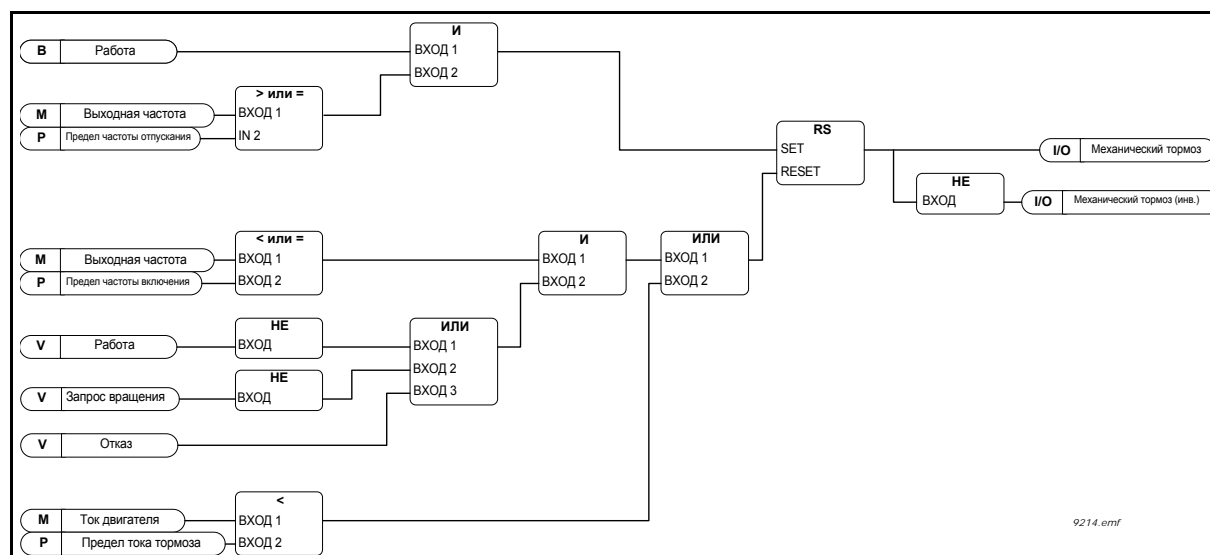 И
B Работа ВХОД 1
ВХОД 2
> или =
M Выходная частота ВХОД 1
P Предел частоты отпускания IN 2
RS
SET
RESET
I/O Механический тормоз
НЕ
ВХОД I/O Механический тормоз (инв.)
< или =
M Выходная частота ВХОД 1
P Предел частоты включения ВХОД 2
И
ВХОД 1
ВХОД 2
ИЛИ
ВХОД 1
ВХОД 2
НЕ
V Работа ВХОД
НЕ
V Запрос вращения ВХОД
ИЛИ
ВХОД 1
ВХОД 2
ВХОД 3
V Отказ
<
M Ток двигателя ВХОД 1
P Предел тока тормоза ВХОД 2
9214.emf